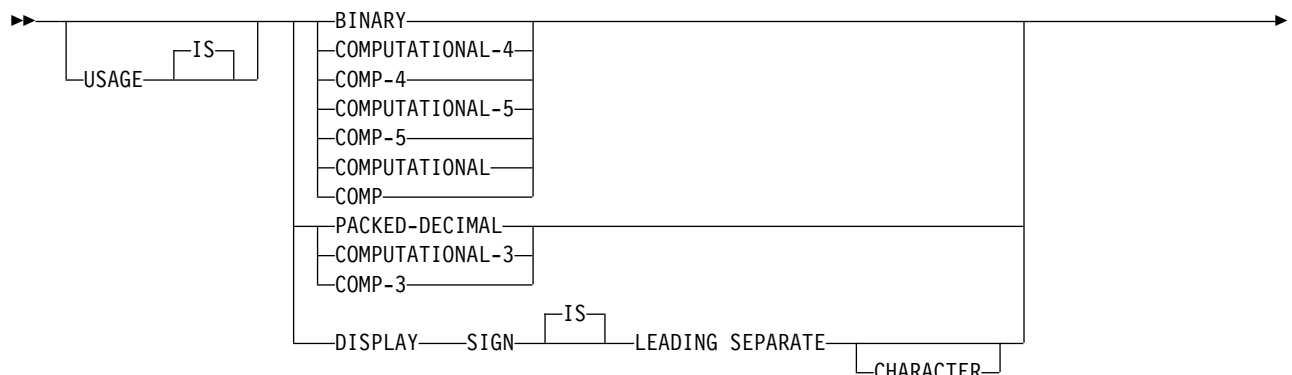 BINARY
IS COMPUTATIONAL-4
USAGE COMP-4
COMPUTATIONAL-5
COMP-5
COMPUTATIONAL
COMP
PACKED-DECIMAL
COMPUTATIONAL-3
COMP-3
IS
DISPLAY SIGN LEADING SEPARATE
CHARACTER